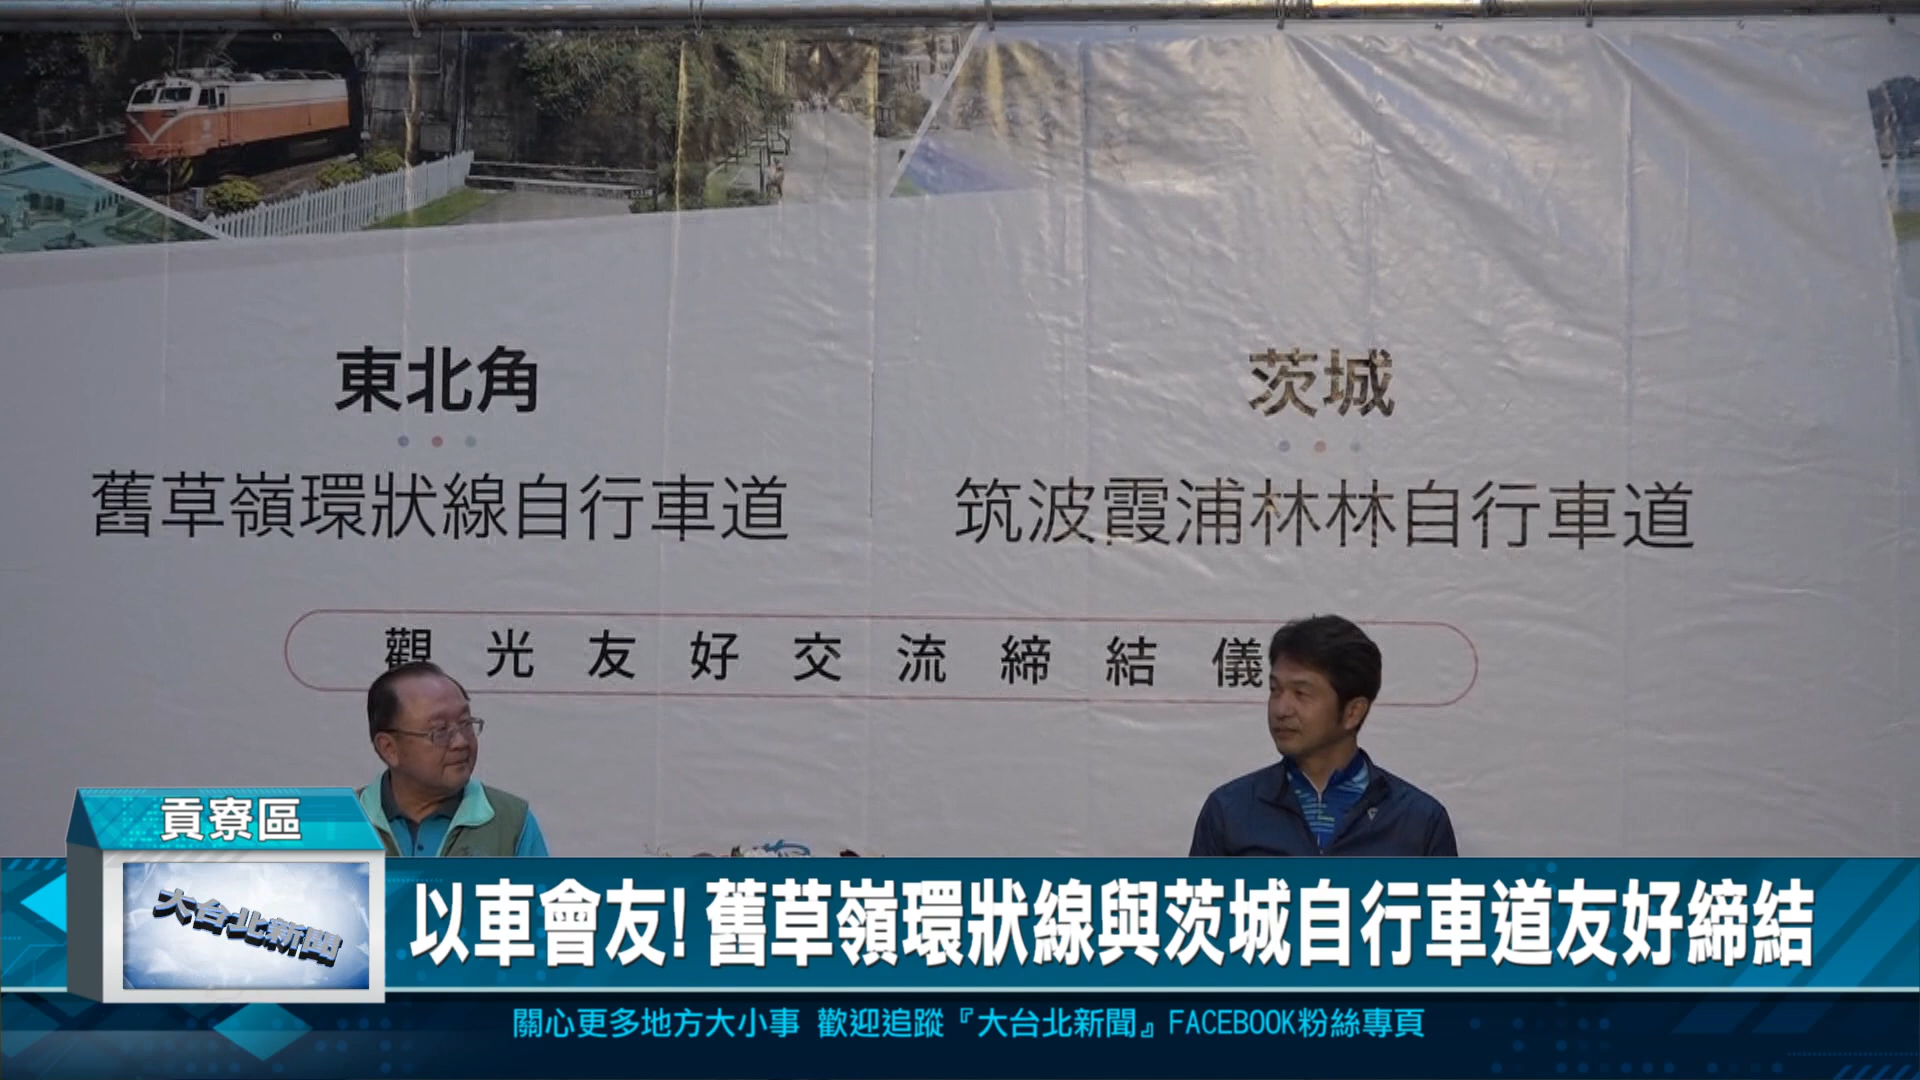 東北角
茨城
舊草嶺環狀線自行車道
筑波霞浦林林自行車道
觀光友好交流締結儀
貢寮區
大台北新聞
以車會友!舊草嶺環狀線與茨城自行車道友好締結
關心更多地方大小事 歡迎追蹤『大台北新聞』FACEBOOK粉絲專頁